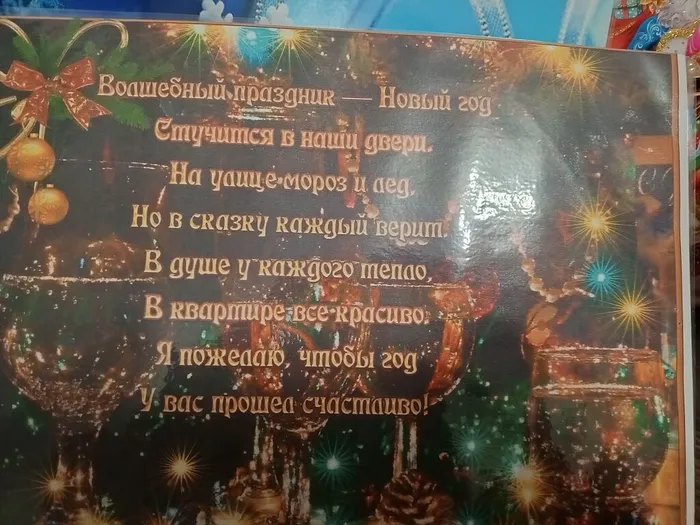 Волшебный праздник — Новый год
Стучится в наши двери.
На улице мороз и лед,
Но в сказку каждый верит.
В душе у каждого тепло,
В квартире все красиво.
Я пожелаю, чтобы год
У вас прошел счастливо!